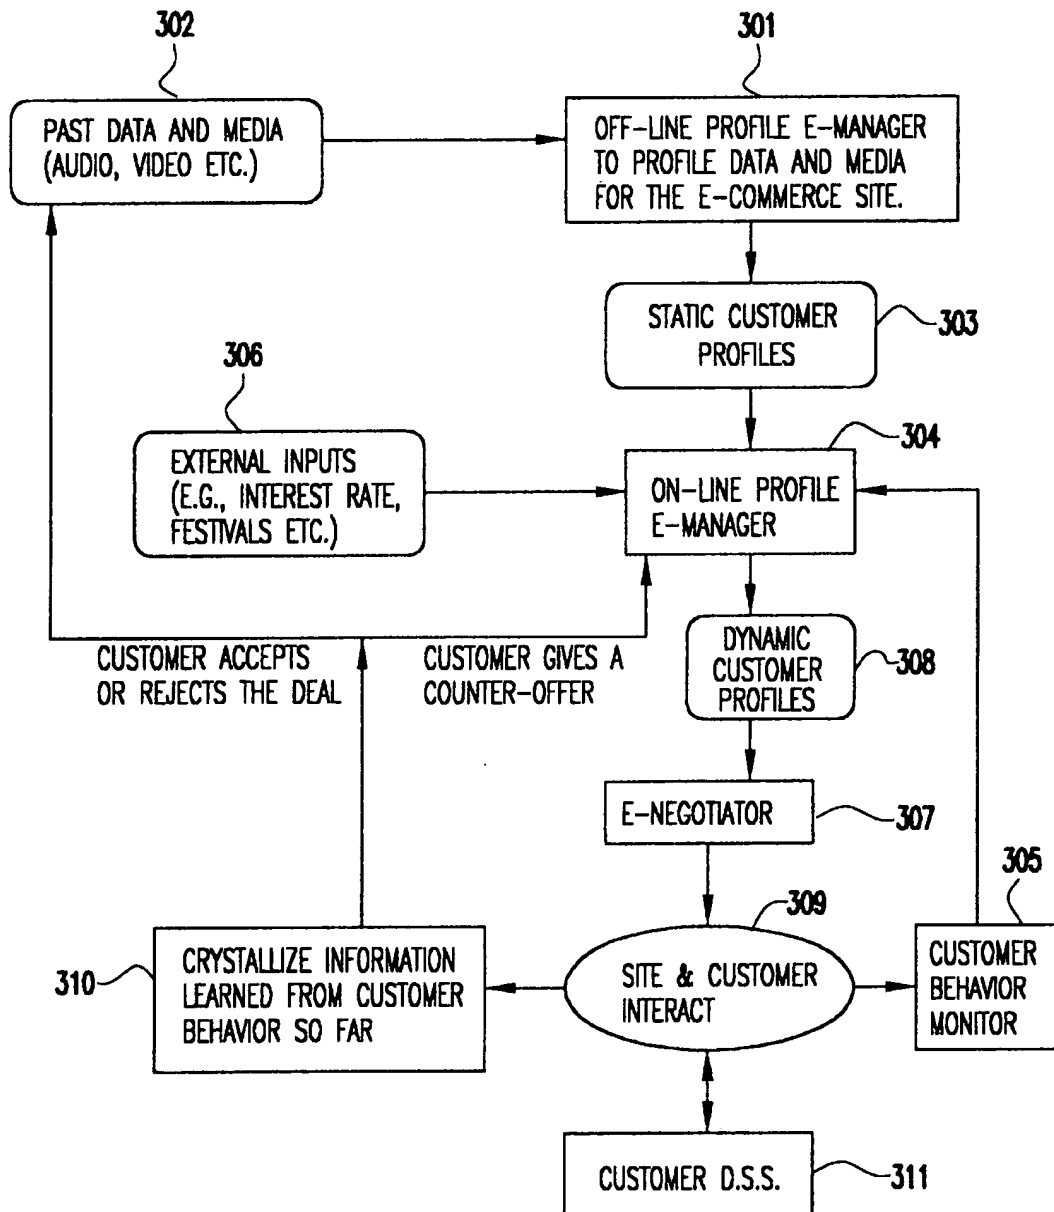 302
301
PAST DATA AND MEDIA
(AUDIO, VIDEO ETC.)
OFF-LINE PROFILE E-MANAGER
TO PROFILE DATA AND MEDIA
FOR THE E-COMMERCE SITE.
STATIC CUSTOMER
PROFILES
303
306
304
EXTERNAL INPUTS
(E.G., INTEREST RATE,
FESTIVALS ETC.)
ON-LINE PROFILE
E-MANAGER
CUSTOMER ACCEPTS
OR REJECTS THE DEAL
CUSTOMER GIVES A
COUNTER-OFFER
DYNAMIC
CUSTOMER
PROFILES
308
E-NEGOTIATOR
307
305
309
310
CRYSTALLIZE INFORMATION
LEARNED FROM CUSTOMER
BEHAVIOR SO FAR
SITE & CUSTOMER
INTERACT
CUSTOMER
BEHAVIOR
MONITOR
CUSTOMER D.S.S.
311